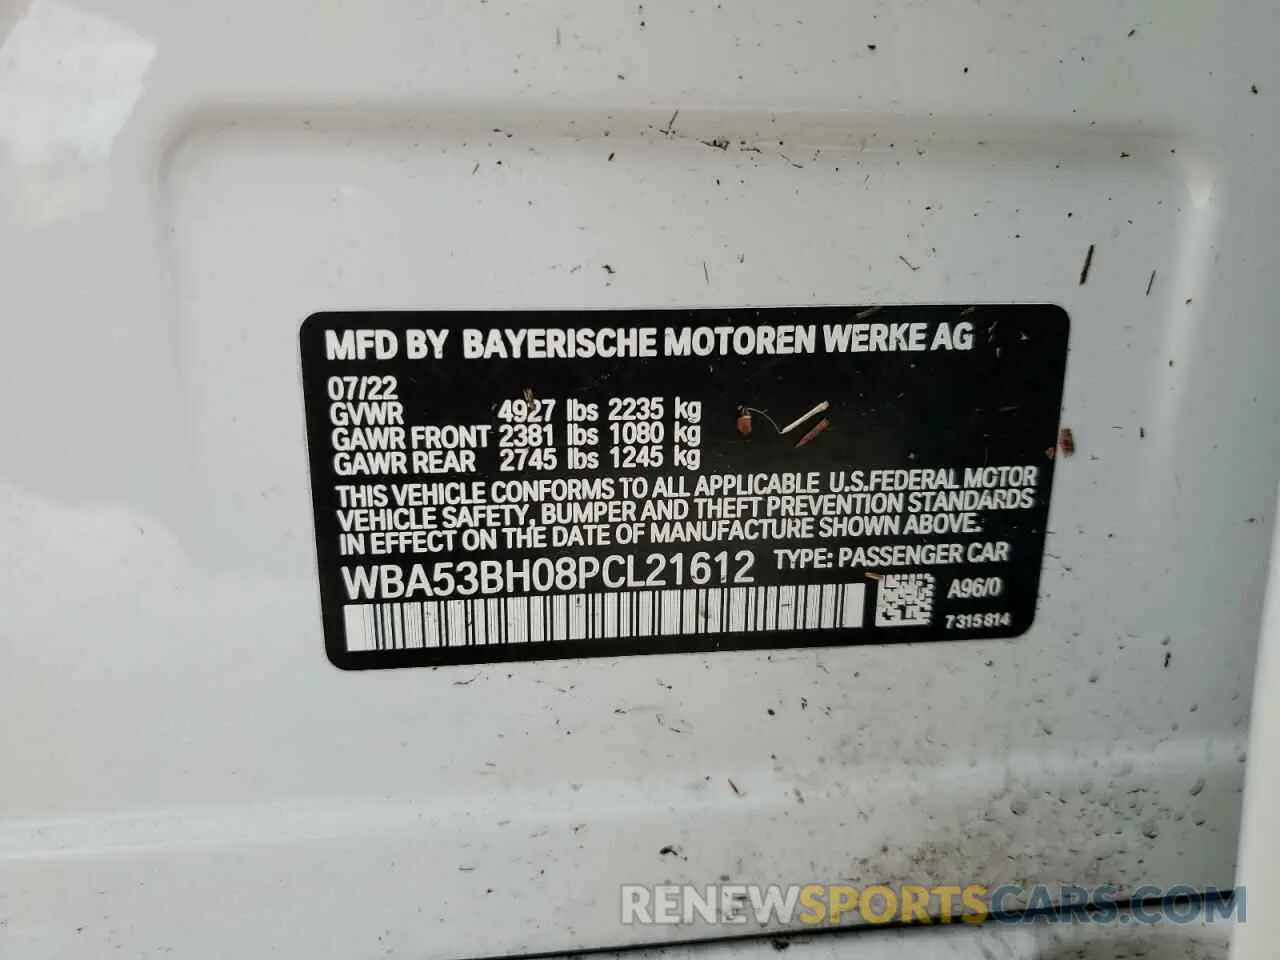 MFD BY BAYERISCHE MOTOREN WERKE AG
07/22
GVWR 4927 lbs 2235 kg
GAWR FRONT 2381 lbs 1080 kg
GAWR REAR 2745 lbs 1245 kg
THIS VEHICLE CONFORMS TO ALL APPLICABLE U.S.FEDERAL MOTOR
VEHICLE SAFETY, BUMPER AND THEFT PREVENTION STANDARDS
IN EFFECT ON THE DATE OF MANUFACTURE SHOWN ABOVE.
WBA53BH08PCL21612 TYPE: PASSENGER CAR
A96/0
7315814
RENEWSPORTSCARS.COM